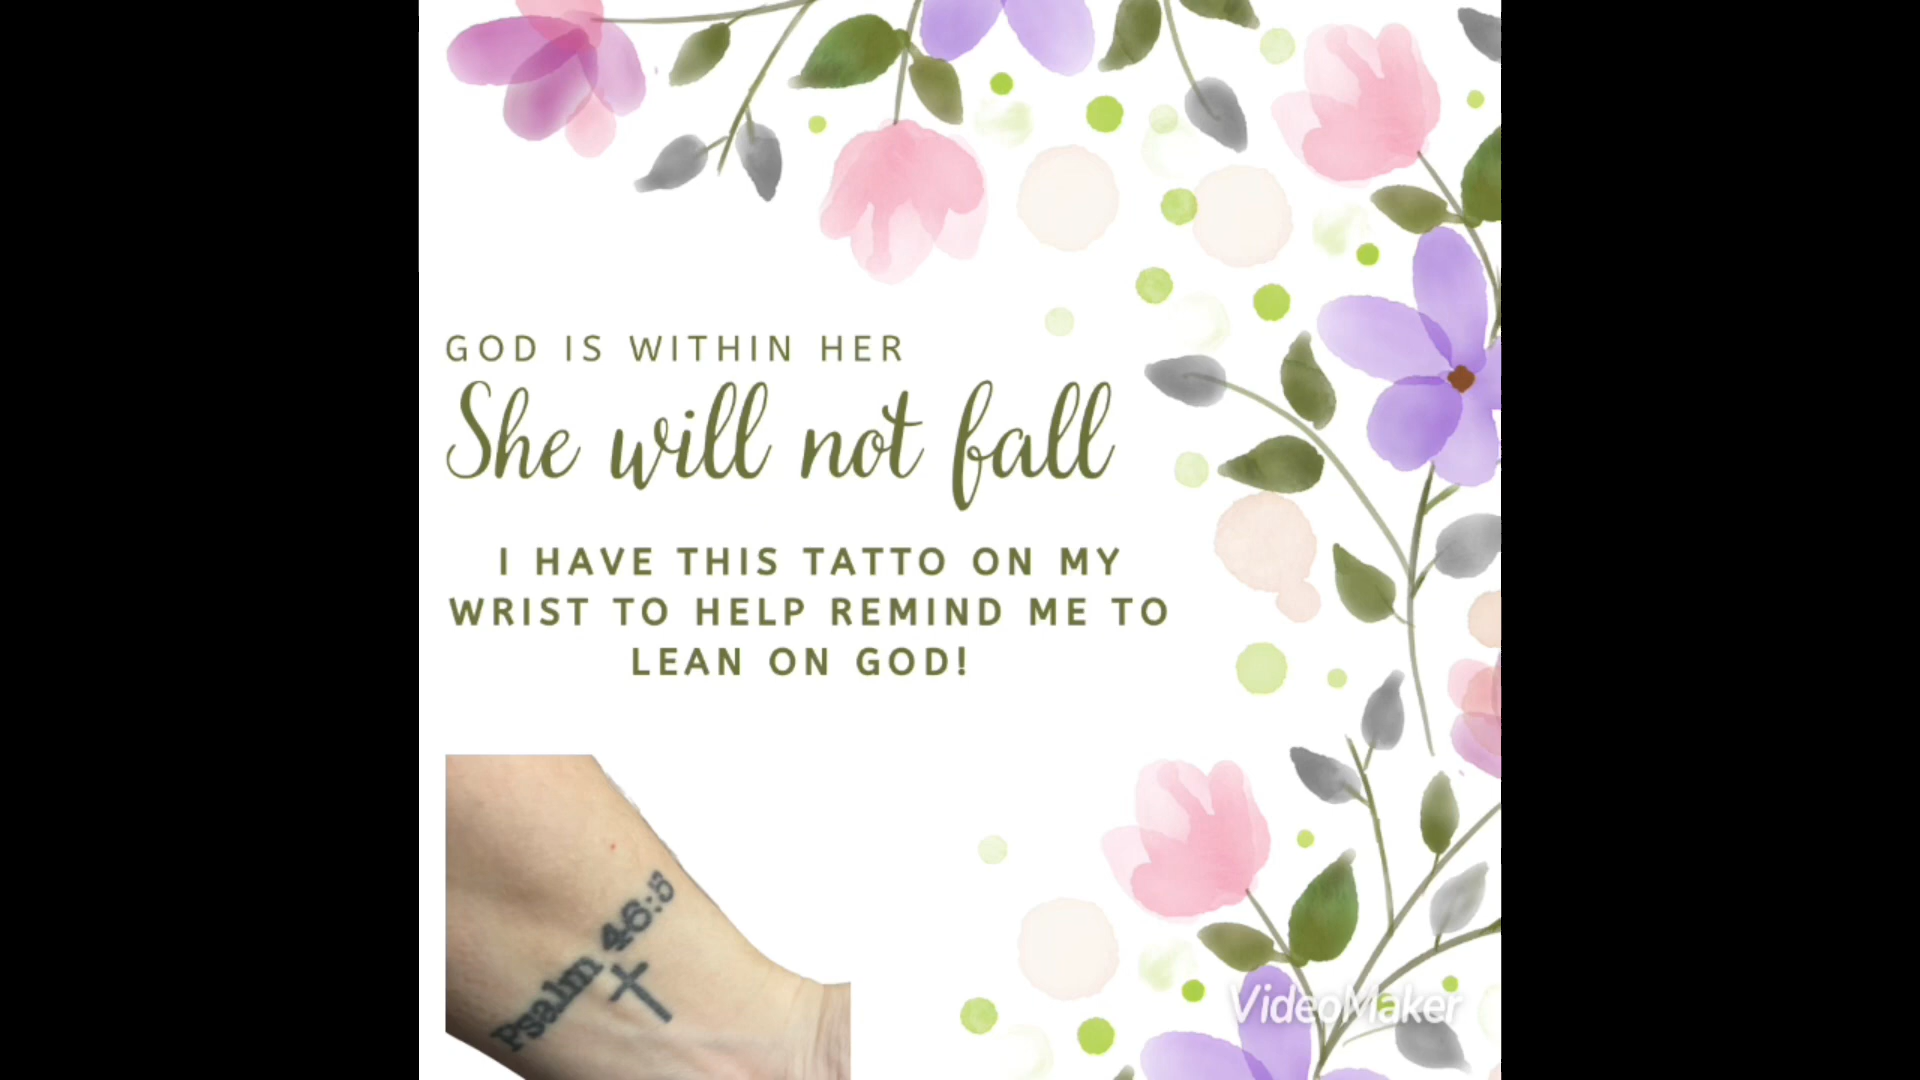 GOD IS WITHIN HER
She will not fall
I HAVE THIS TATTO ON MY
WRIST TO HELP REMIND ME TO
LEAN ON GOD!
Psalm 46:5
VideoMaker